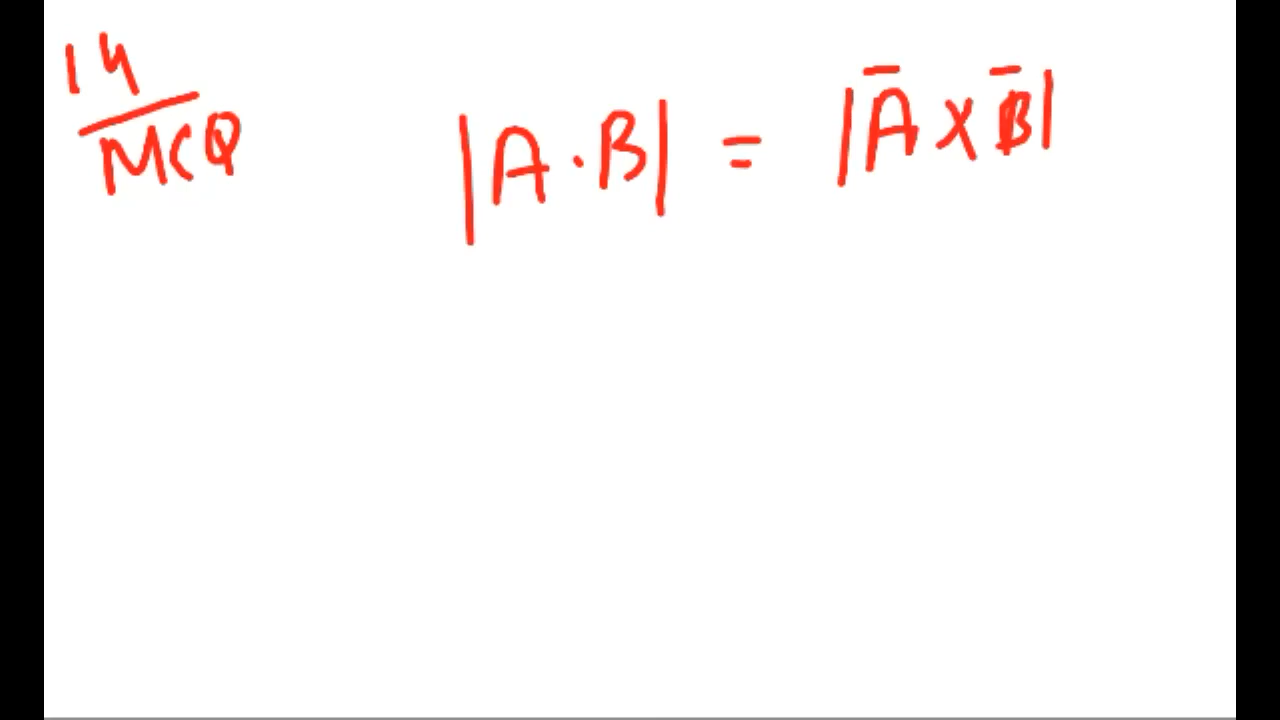 14
MCQ
|A·B| = |A̅ × B̅|